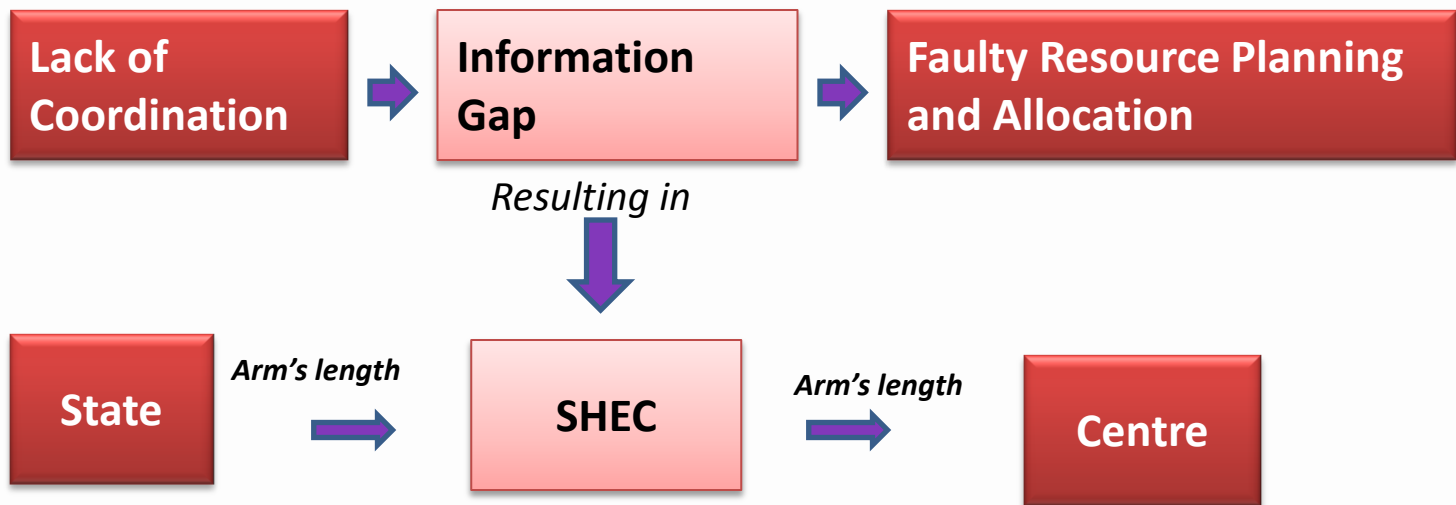 Lack of
Coordination
Information
Gap
Faulty Resource Planning
and Allocation
Resulting in
State
Arm’s length
SHEC
Arm’s length
Centre